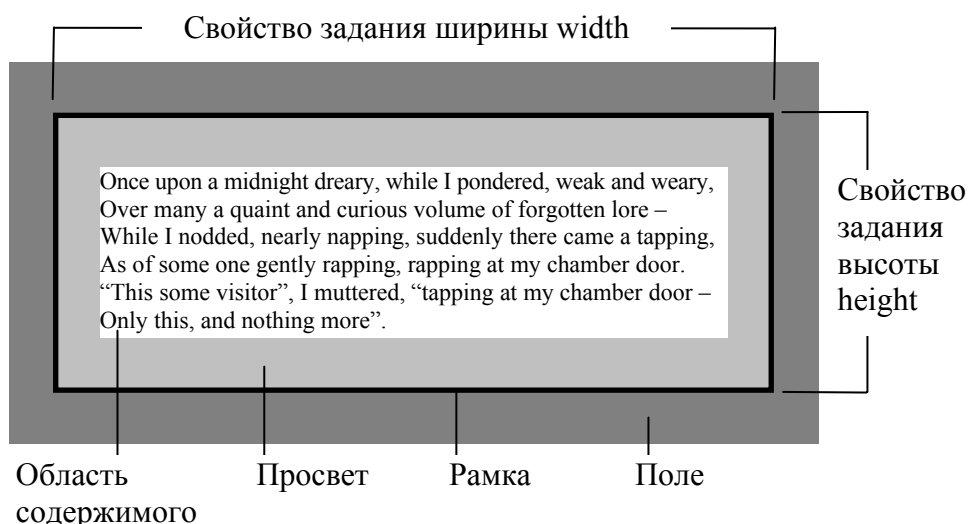 Свойство задания ширины width
Once upon a midnight dreary, while I pondered, weak and weary,
Over many a quaint and curious volume of forgotten lore –
While I nodded, nearly napping, suddenly there came a tapping,
As of some one gently rapping, rapping at my chamber door.
“This some visitor”, I muttered, “tapping at my chamber door –
Only this, and nothing more”.
Свойство
задания
высоты
height
Область
содержимого
Просвет
Рамка
Поле